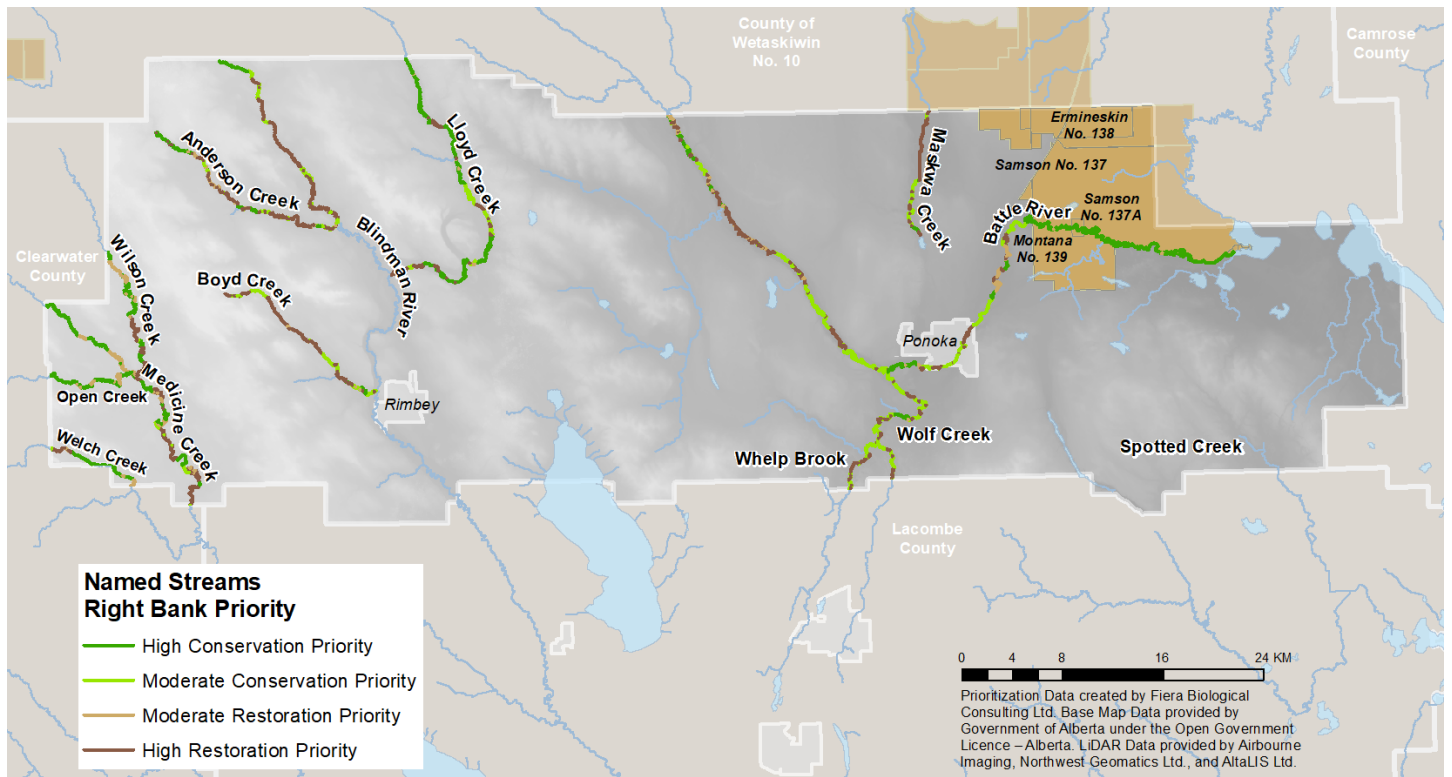 County of
Wetaskiwin
No. 10
Camrose
County
Ermineskin
No. 138
Samson No. 137
Samson
No. 137A
Montana
No. 139
Battle River
Maskwa Creek
Lloyd Creek
Anderson Creek
Blingman River
Wilson Creek
Clearwater
County
Boyd Creek
Ponoka
Rimbey
Medicine Creek
Open Creek
Welch Creek
Wolf Creek
Whelp Brook
Spotted Creek
Lacombe
County
Named Streams
Right Bank Priority
High Conservation Priority
Moderate Conservation Priority
Moderate Restoration Priority
High Restoration Priority
0 4 8 16 24 KM
Prioritization Data created by Fiera Biological
Consulting Ltd. Base Map Data provided by
Government of Alberta under the Open Government
Licence – Alberta. LiDAR Data provided by Airbourne
Imaging, Northwest Geomatics Ltd., and AltaLIS Ltd.